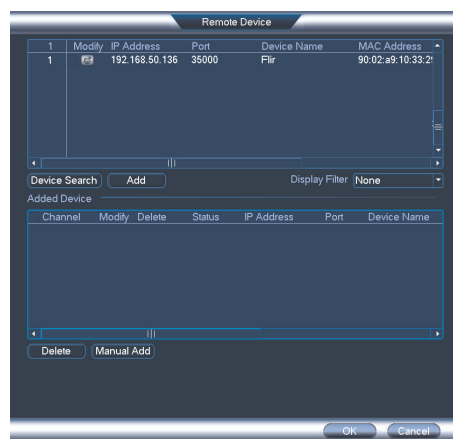 Remote Device
1 Modify IP Address Port Device Name MAC Address
1 192.168.50.136 35000 Flir 90:02:a9:10:33:2
Device Search Add Display Filter None
Added Device
Channel Modify Delete Status IP Address Port Device Name
Delete Manual Add
OK Cancel